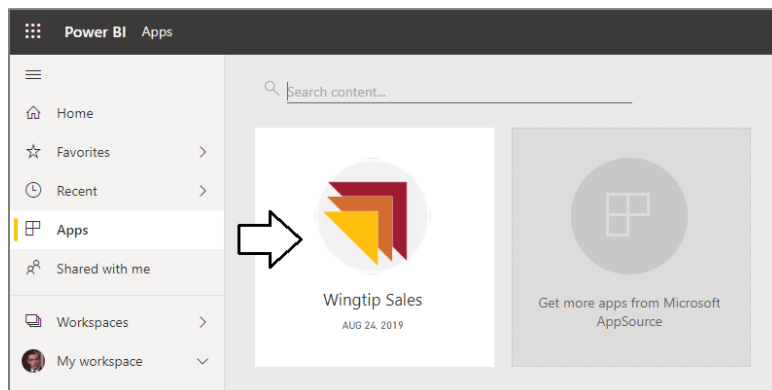 Power BI Apps
Search content...
Home
Favorites
Recent
Apps
Shared with me
Workspaces
My workspace
Wingtip Sales
AUG 24, 2019
Get more apps from Microsoft
AppSource